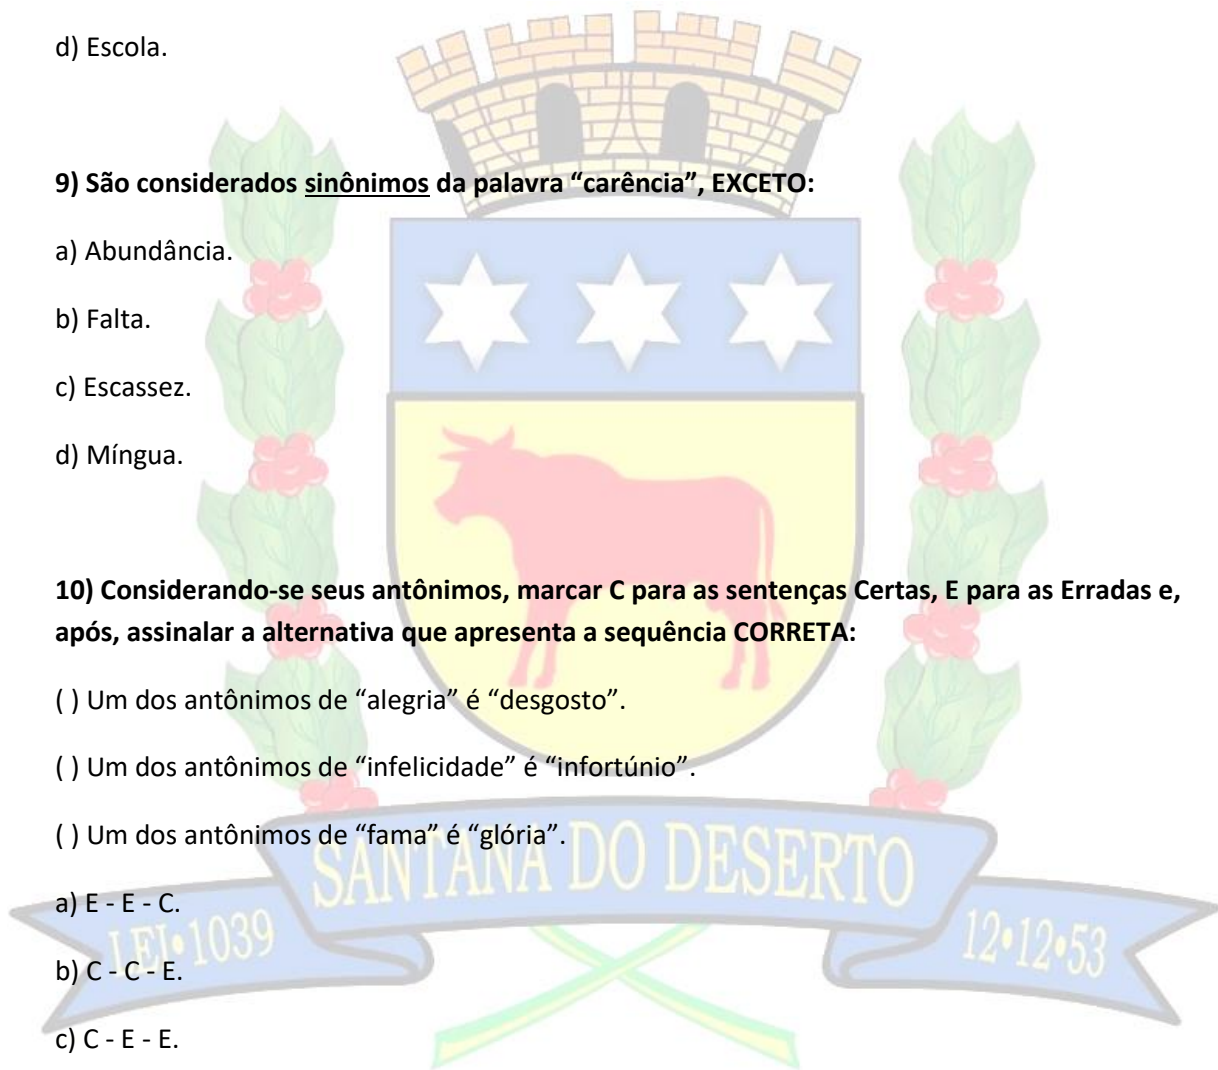 d) Escola.
9) São considerados sinônimos da palavra “carência”, EXCETO:
a) Abundância.
b) Falta.
c) Escassez.
d) Míngua.
10) Considerando-se seus antônimos, marcar C para as sentenças Certas, E para as Erradas e,
após, assinalar a alternativa que apresenta a sequência CORRETA:
( ) Um dos antônimos de “alegria” é “desgosto”.
( ) Um dos antônimos de “infelicidade” é “infortúnio”.
( ) Um dos antônimos de “fama” é “glória”.
SANTANA DO DESERTO
a) E - E - C.
LEI•1039
12•12•53
b) C - C - E.
c) C - E - E.